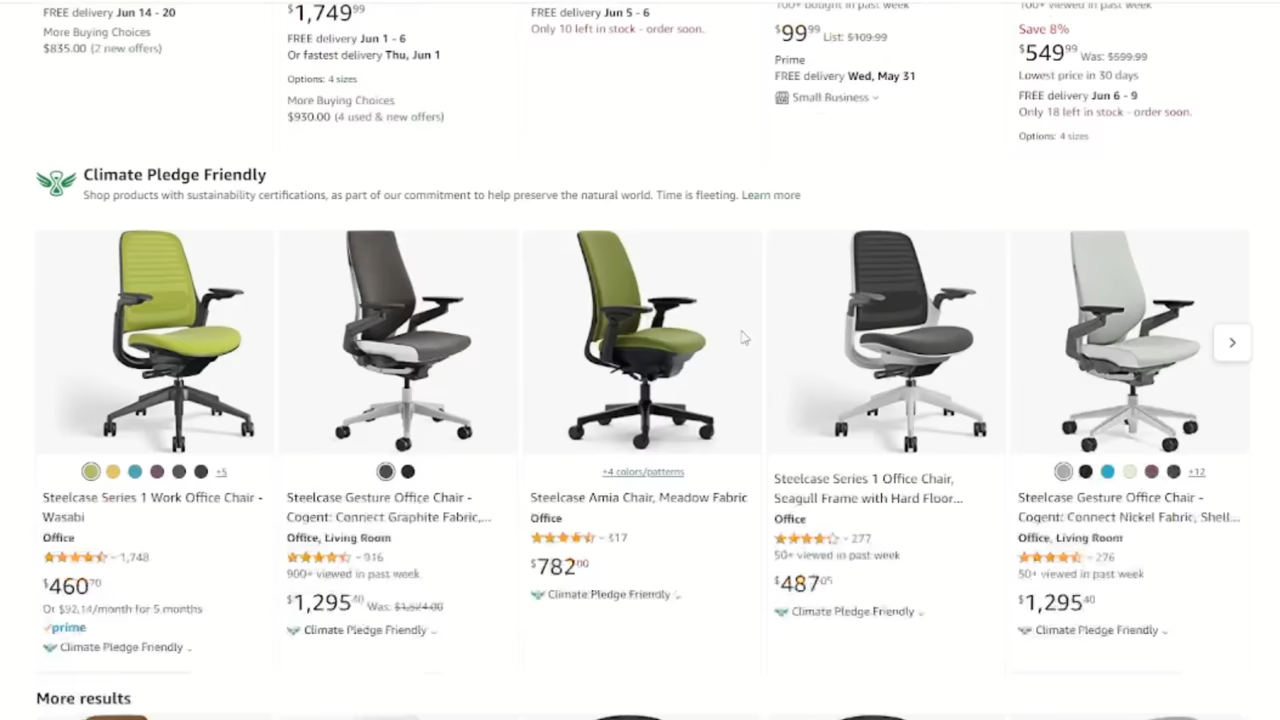 FREE delivery Jun 14 - 20
More Buying Choices
$835.00 (2 new offers)
$1,749.99
FREE delivery Jun 1 - 6
Or fastest delivery Thu, Jun 1
Options: 4 sizes
More Buying Choices
$930.00 (4 used & new offers)
FREE delivery Jun 5 - 6
Only 10 left in stock - order soon.
100+ bought in past week
$99.99 List: $109.99
Prime
FREE delivery Wed, May 31
Small Business
100+ viewed in past week
Save 8%
$549.99 Was: $599.99
Lowest price in 30 days
FREE delivery Jun 6 - 9
Only 18 left in stock - order soon.
Options: 4 sizes
Climate Pledge Friendly
Shop products with sustainability certifications, as part of our commitment to help preserve the natural world. Time is fleeting. Learn more
+5
Steelcase Series 1 Work Office Chair -
Wasabi
Office
1,748
$460.70
Or $92.14/month for 5 months
prime
Climate Pledge Friendly
Steelcase Gesture Office Chair -
Cogent: Connect Graphite Fabric,...
Office, Living Room
916
900+ viewed in past week
$1,295.40 Was:
Climate Pledge Friendly
+4 colors/patterns
Steelcase Amia Chair, Meadow Fabric
Office
$782.00
Climate Pledge Friendly
Steelcase Series 1 Office Chair,
Seagull Frame with Hard Floor...
Office
277
50+ viewed in past week
$487.05
Climate Pledge Friendly
+12
Steelcase Gesture Office Chair -
Cogent: Connect Nickel Fabric, Shell...
Office, Living Room
276
50+ viewed in past week
$1,295.40
Climate Pledge Friendly
More results